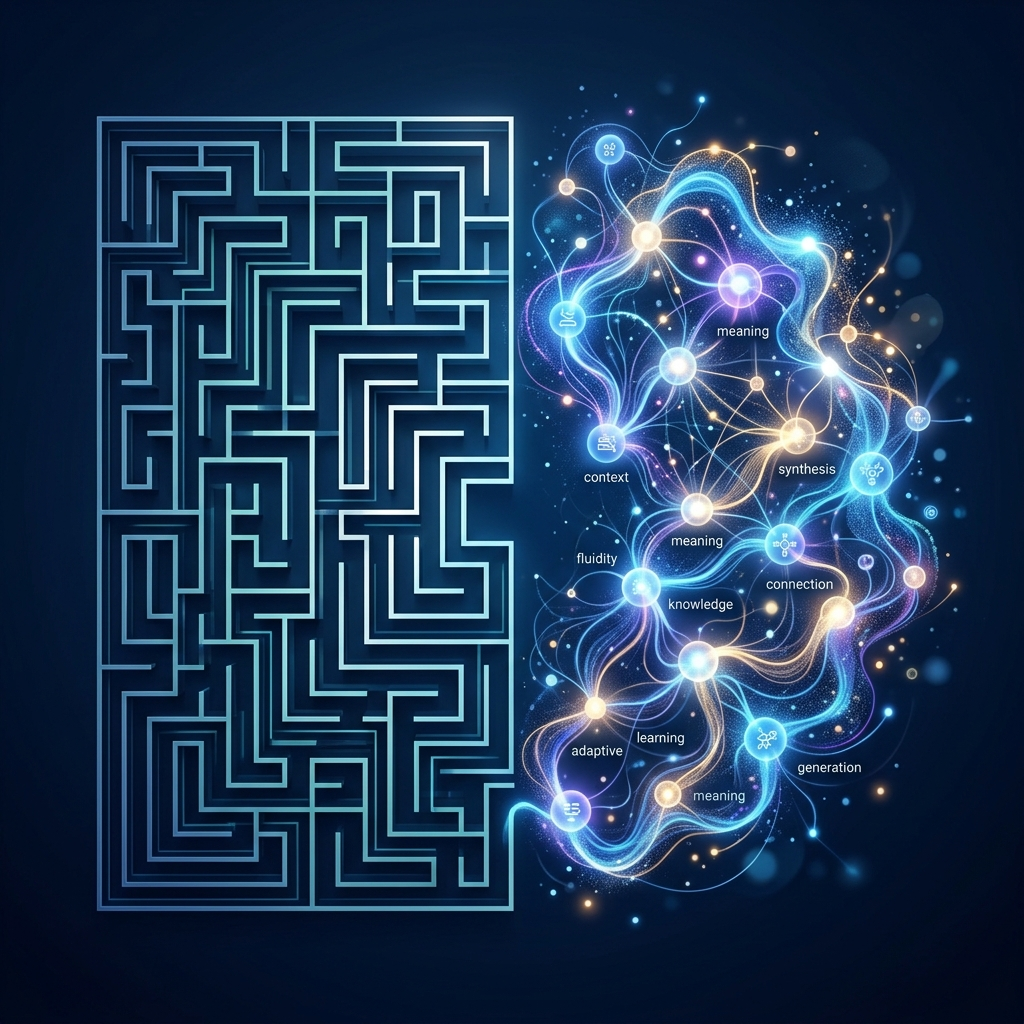 meaning
context
synthesis
meaning
fluidity
connection
knowledge
learning
adaptive
generation
meaning